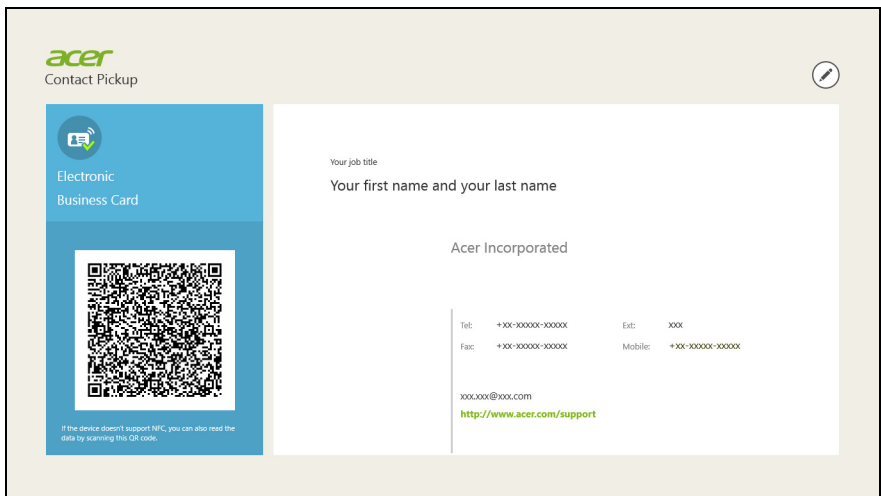 acer
Contact Pickup
Electronic
Business Card
If the device doesn't support NFC, you can also read the
data by scanning this QR code.
Your job title
Your first name and your last name
Acer Incorporated
Tel: +xx-xxxxx-xxxxx Ext: xxx
Fax: +xx-xxxxx-xxxxx Mobile: +xx-xxxxx-xxxxx
xxx.xxx@xxx.com
http://www.acer.com/support